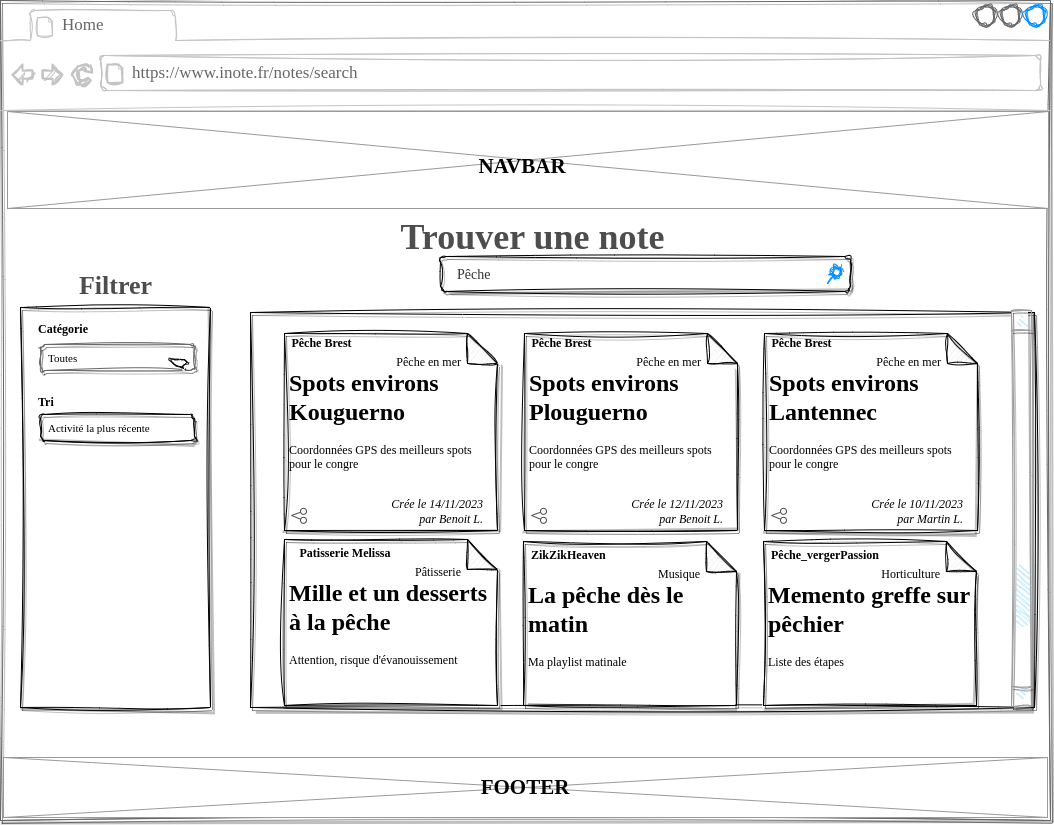 Home
https://www.inote.fr/notes/search
NAVBAR
Trouver une note
Pêche
Filtrer
Catégorie
Toutes
Tri
Activité la plus récente
Pêche Brest
Pêche en mer
Spots environs
Kouguerno
Coordonnées GPS des meilleurs spots
pour le congre
Crée le 14/11/2023
par Benoit L.
Pêche Brest
Pêche en mer
Spots environs
Plouguerno
Coordonnées GPS des meilleurs spots
pour le congre
Crée le 12/11/2023
par Benoit L.
Pêche Brest
Pêche en mer
Spots environs
Lantennec
Coordonnées GPS des meilleurs spots
pour le congre
Crée le 10/11/2023
par Martin L.
Patisserie Melissa
Pâtisserie
Mille et un desserts
à la pêche
Attention, risque d'évanouissement
ZikZikHeaven
Musique
La pêche dès le
matin
Ma playlist matinale
Pêche_vergerPassion
Horticulture
Memento greffe sur
pêchier
Liste des étapes
FOOTER